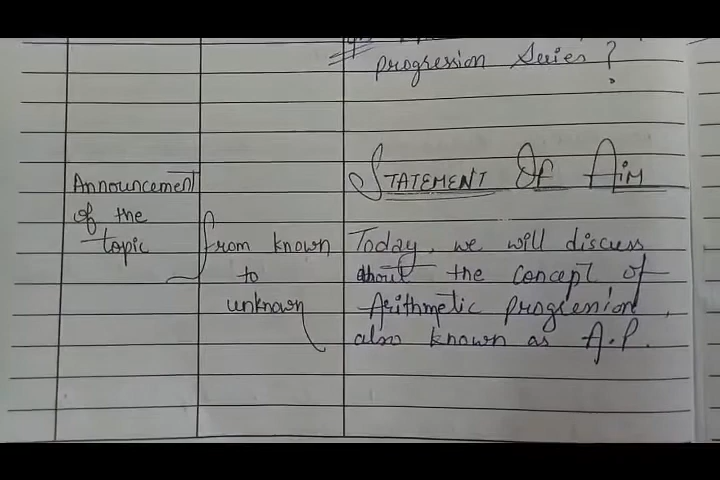 progression series ?
STATEMENT OF AIM
Announcement
of the
topic
from known
to
unknown
Today, we will discuss
about the concept of
Arithmetic progression,
also known as A.P.